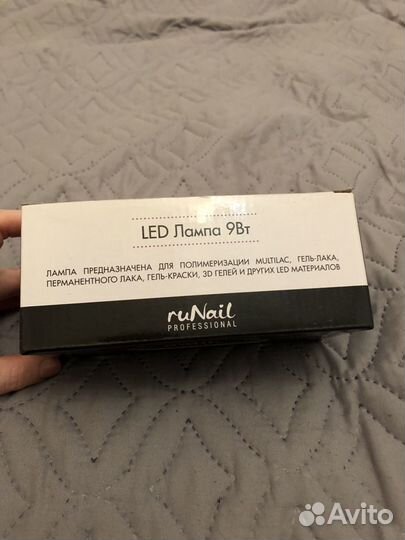 LED Лампа 9Вт
ЛАМПА ПРЕДНАЗНАЧЕНА ДЛЯ ПОЛИМЕРИЗАЦИИ MULTILAC, ГЕЛЬ-ЛАКА,
ПЕРМАНЕНТНОГО ЛАКА, ГЕЛЬ-КРАСКИ, 3D ГЕЛЕЙ И ДРУГИХ LED МАТЕРИАЛОВ
ruNail
PROFESSIONAL
Avito